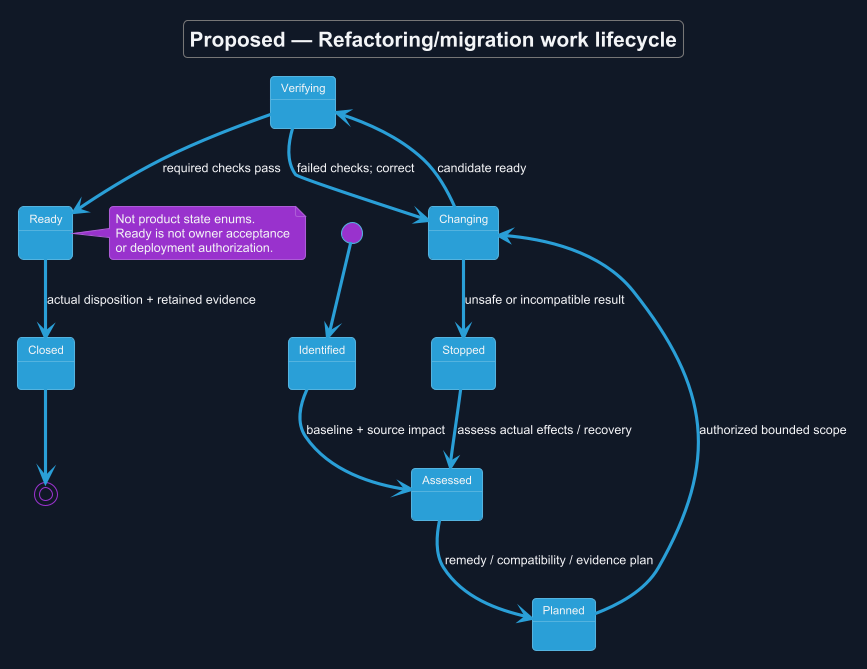 Proposed — Refactoring/migration work lifecycle
Verifying
required checks pass
failed checks; correct
candidate ready
Ready
Not product state enums.
Ready is not owner acceptance
or deployment authorization.
Changing
actual disposition + retained evidence
unsafe or incompatible result
Closed
Identified
Stopped
baseline + source impact
assess actual effects / recovery
authorized bounded scope
Assessed
remedy / compatibility / evidence plan
Planned